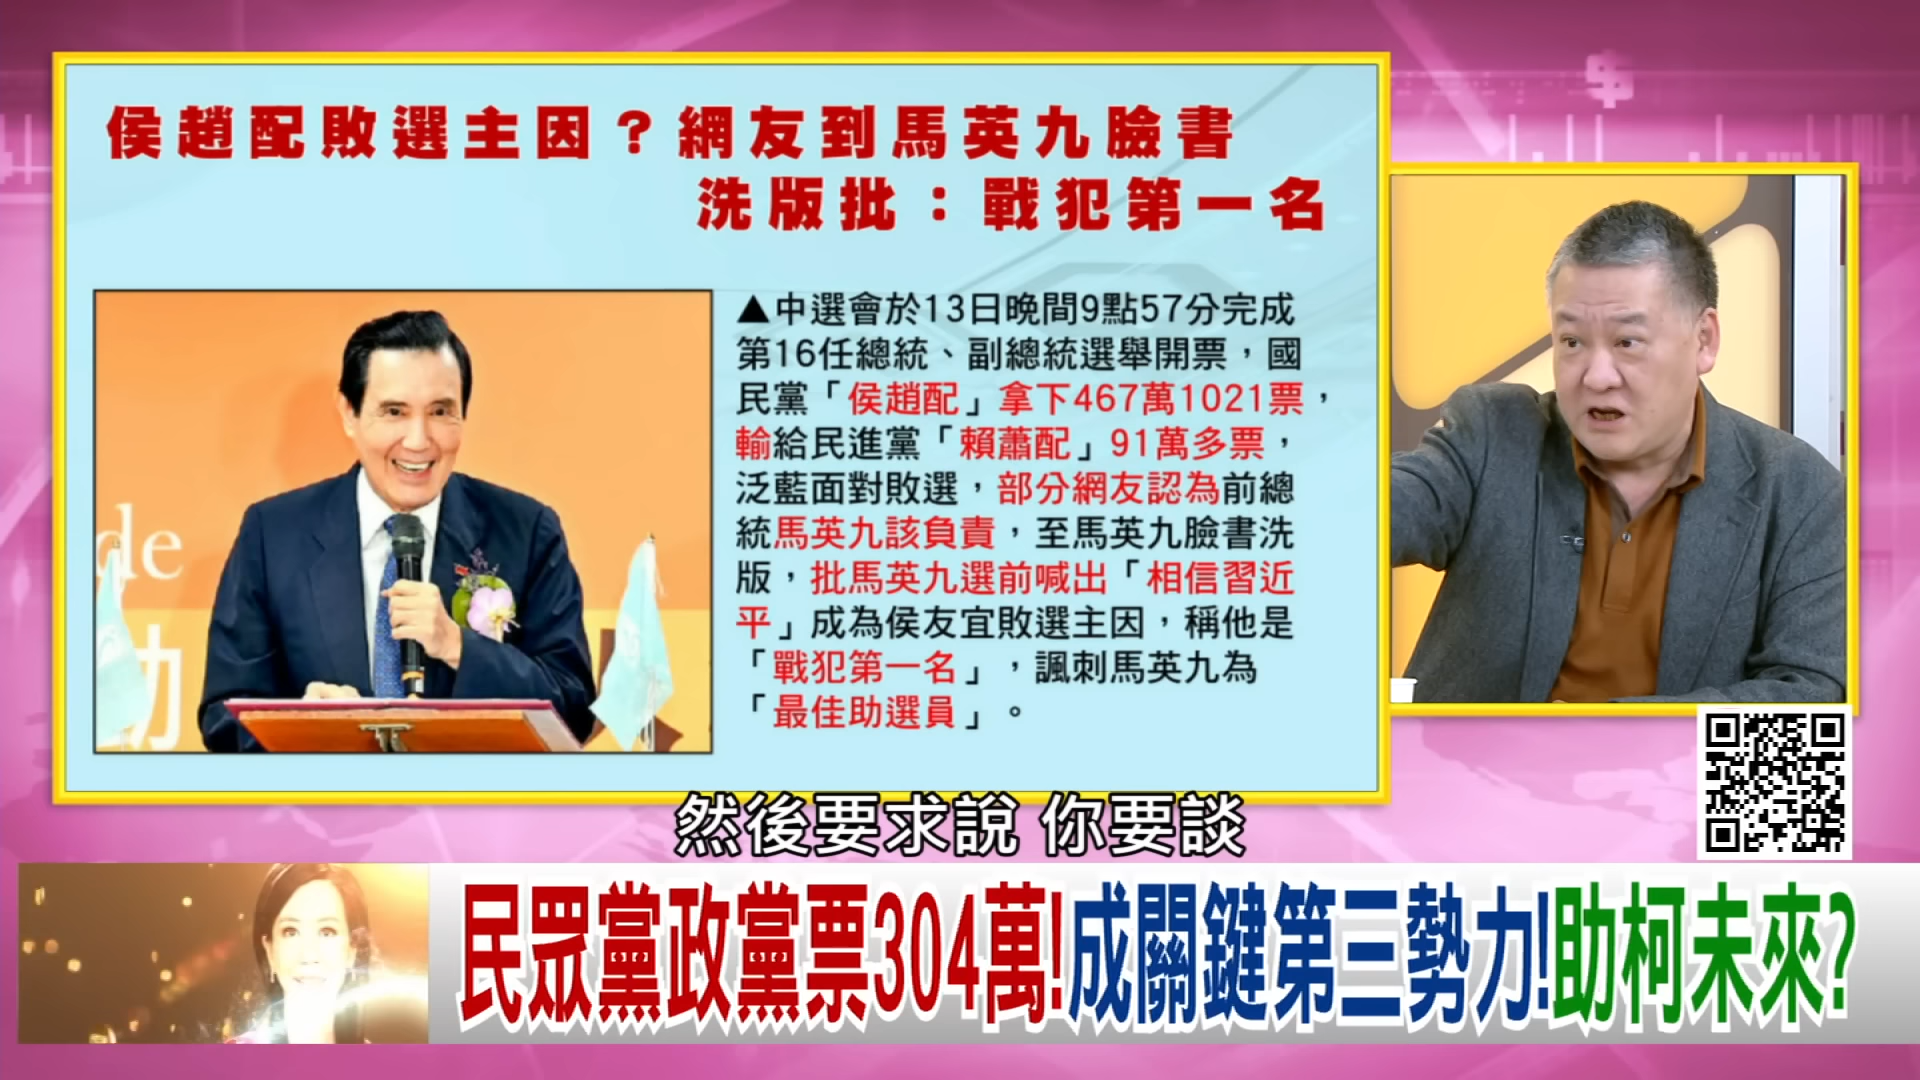 侯趙配敗選主因？網友到馬英九臉書
洗版批：戰犯第一名
de
助
▲中選會於13日晚間9點57分完成
第16任總統、副總統選舉開票，國
民黨「侯趙配」拿下467萬1021票，
輸給民進黨「賴蕭配」91萬多票，
泛藍面對敗選，部分網友認為前總
統馬英九該負責，至馬英九臉書洗
版，批馬英九選前喊出「相信習近
平」成為侯友宜敗選主因，稱他是
「戰犯第一名」，諷刺馬英九為
「最佳助選員」。
然後要求說 你要談
民眾黨政黨票304萬!成關鍵第三勢力!助柯未來?